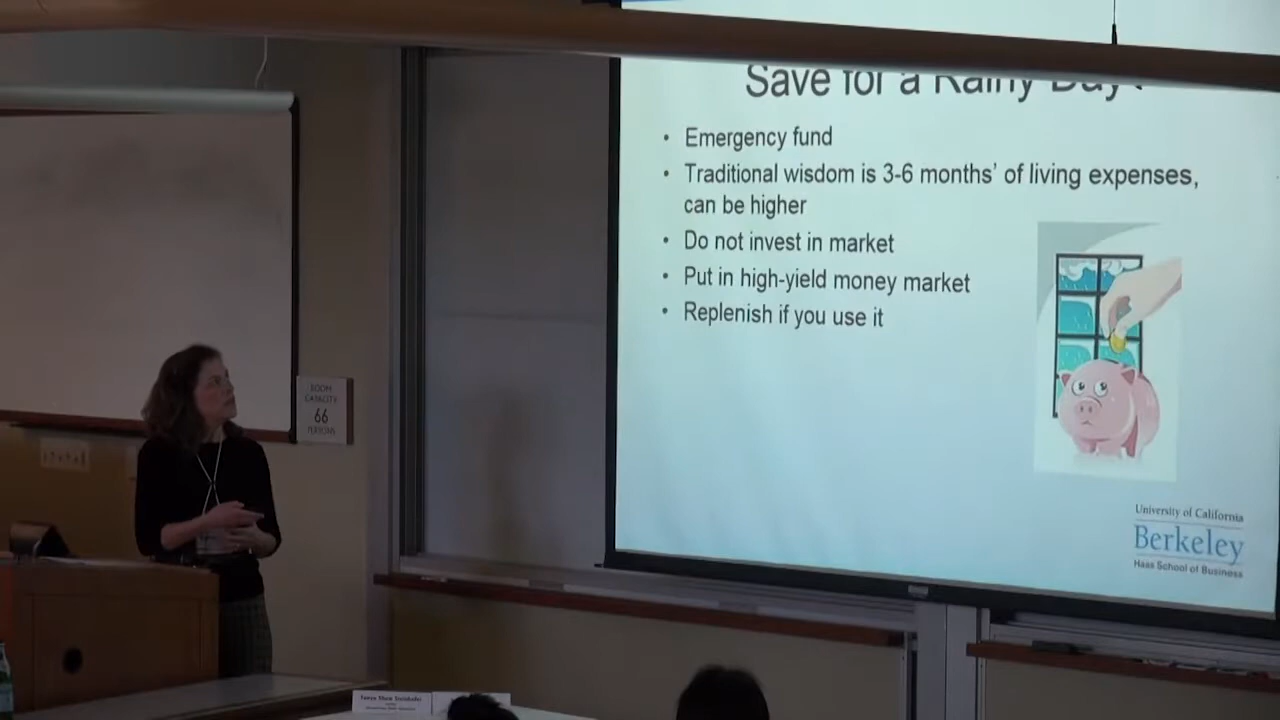 Save for a Rainy Day?
• Emergency fund
• Traditional wisdom is 3-6 months' of living expenses,
can be higher
• Do not invest in market
• Put in high-yield money market
• Replenish if you use it
ROOM
CAPACITY
66
PERSONS
University of California
Berkeley
Haas School of Business